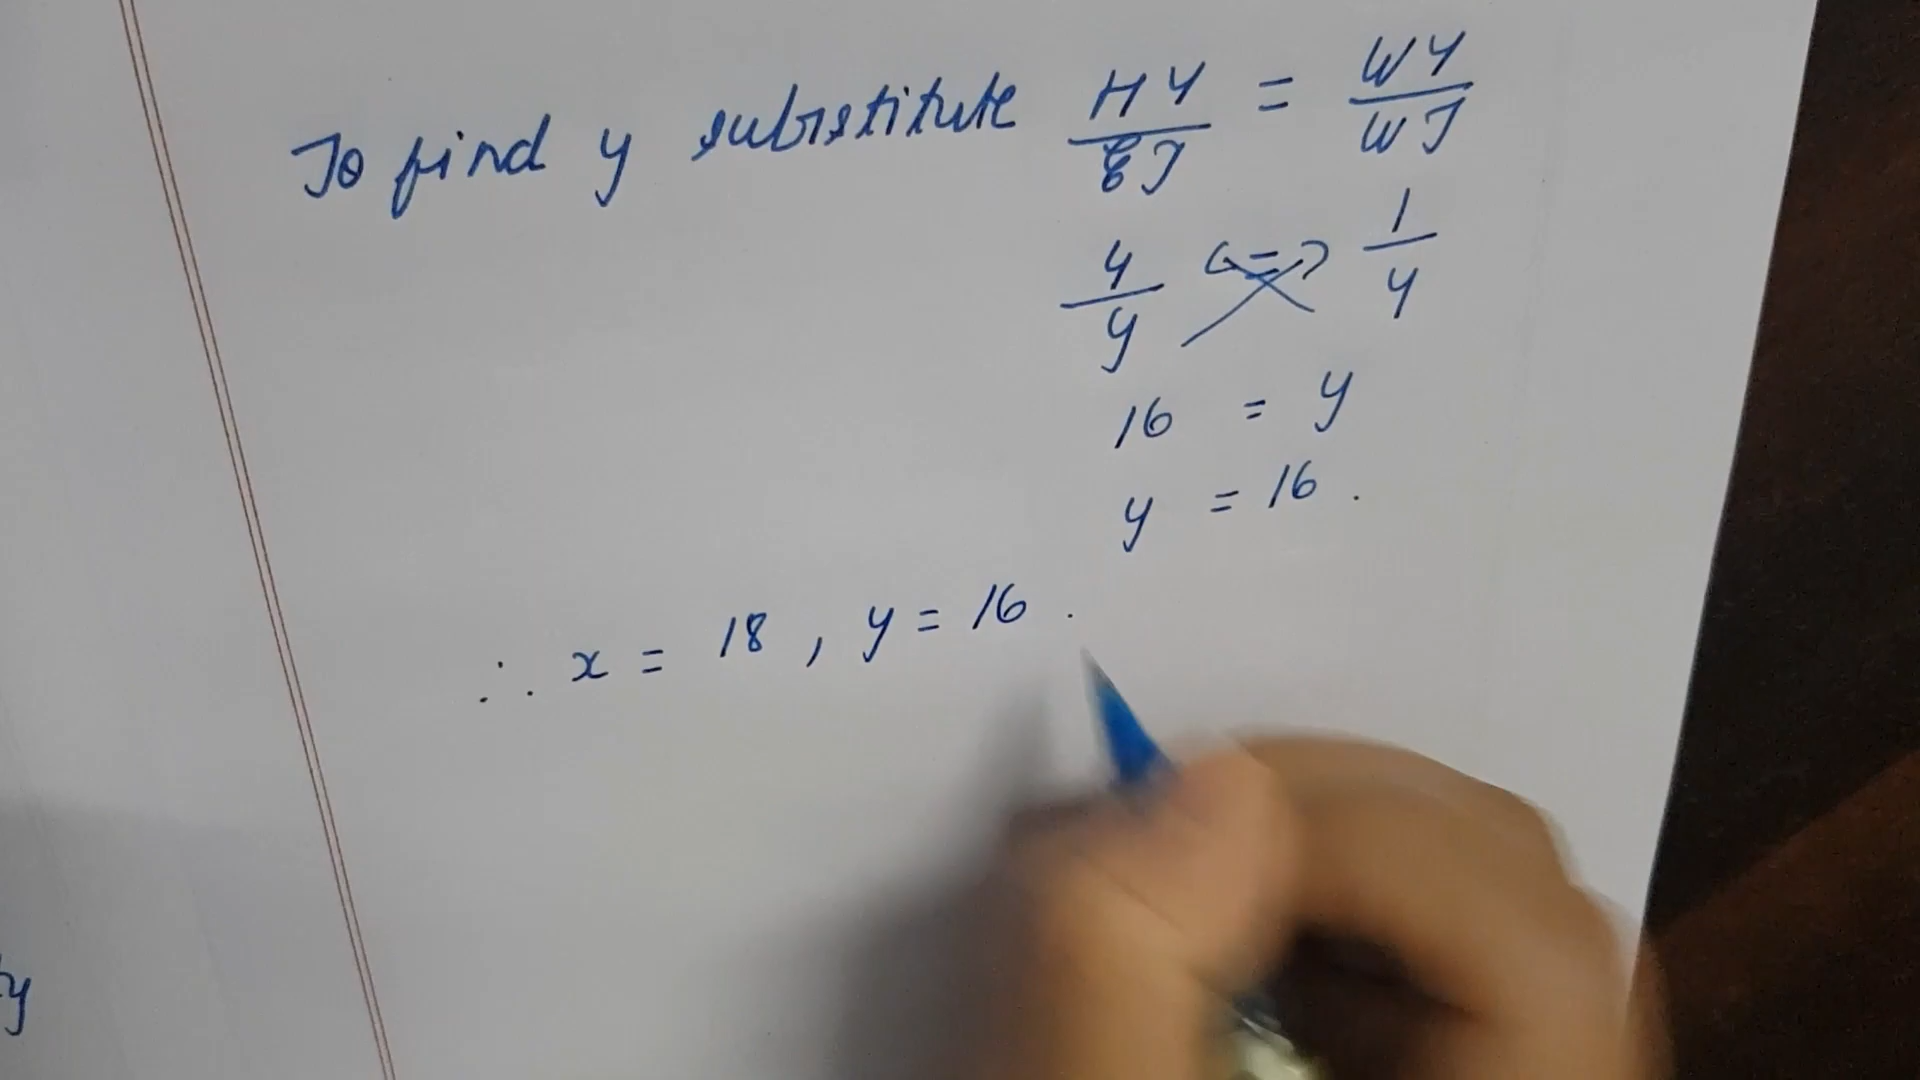 To find y substitute HY/EJ = WY/WJ
4/y = 1/4
16 = y
y = 16 .
∴ x = 18 , y = 16 .